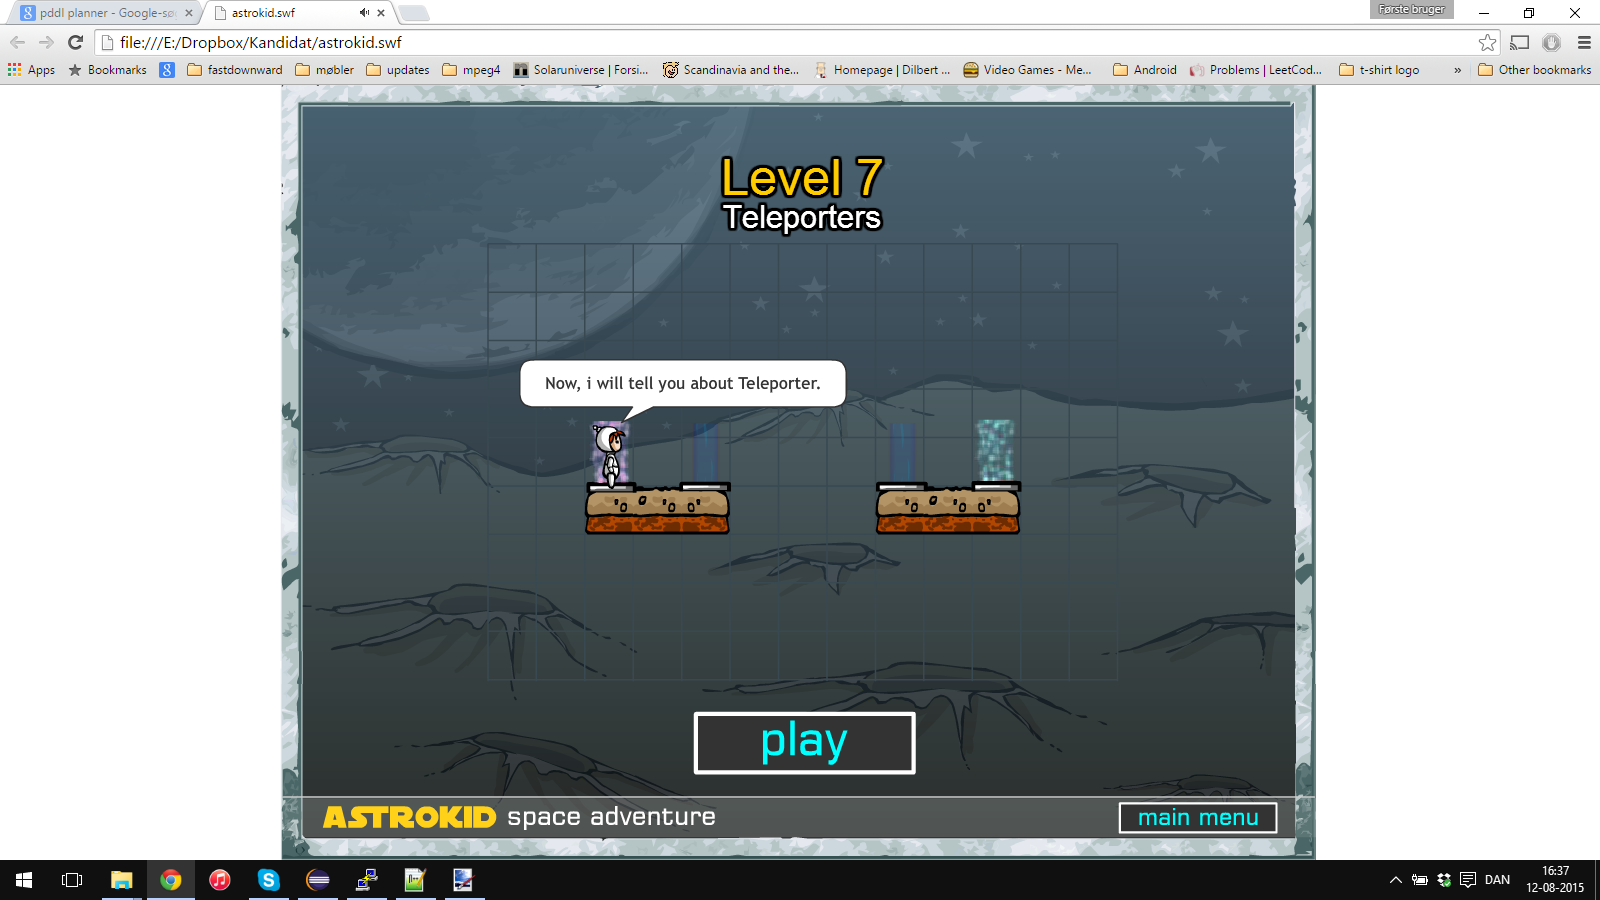 pddl planner - Google-sø
astrokid.swf
Første bruger
file:///E:/Dropbox/Kandidat/astrokid.swf
Apps
Bookmarks
fastdownward
møbler
updates
mpeg4
Solaruniverse | Forsi...
Scandinavia and the...
Homepage | Dilbert ...
Video Games - Me...
Android
Problems | LeetCod...
t-shirt logo
»
Other bookmarks
Level 7
Teleporters
Now, i will tell you about Teleporter.
play
ASTROKID space adventure
main menu
DAN
16:37
12-08-2015